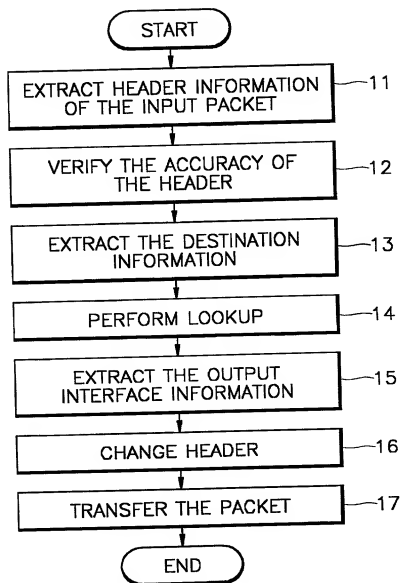 START
EXTRACT HEADER INFORMATION
OF THE INPUT PACKET
11
VERIFY THE ACCURACY OF
THE HEADER
12
EXTRACT THE DESTINATION
INFORMATION
13
PERFORM LOOKUP
14
EXTRACT THE OUTPUT
INTERFACE INFORMATION
15
CHANGE HEADER
16
TRANSFER THE PACKET
17
END